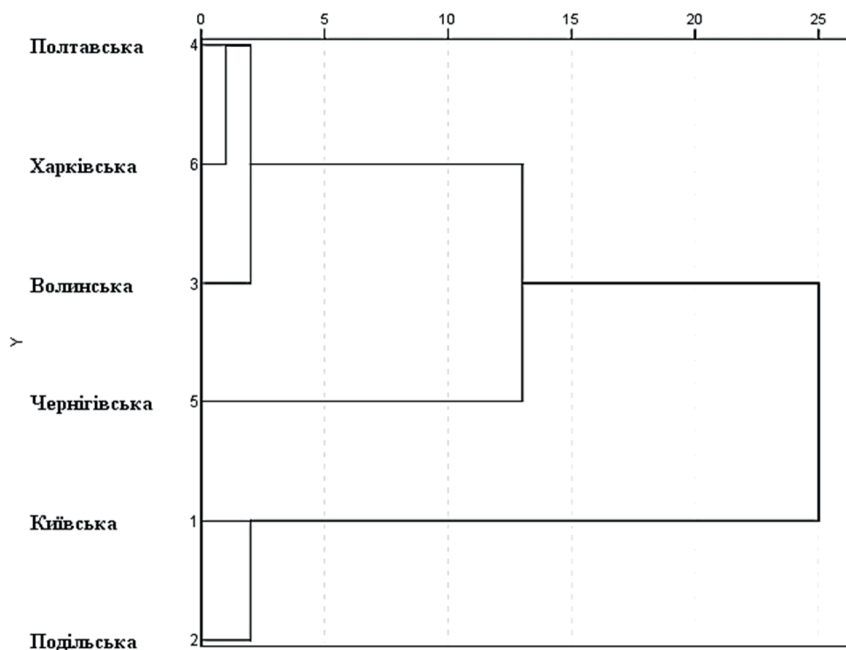 0 5 10 15 20 25
Полтавська 4
Харківська 6
Волинська 3
Y
Чернігівська 5
Київська 1
Подільська 2